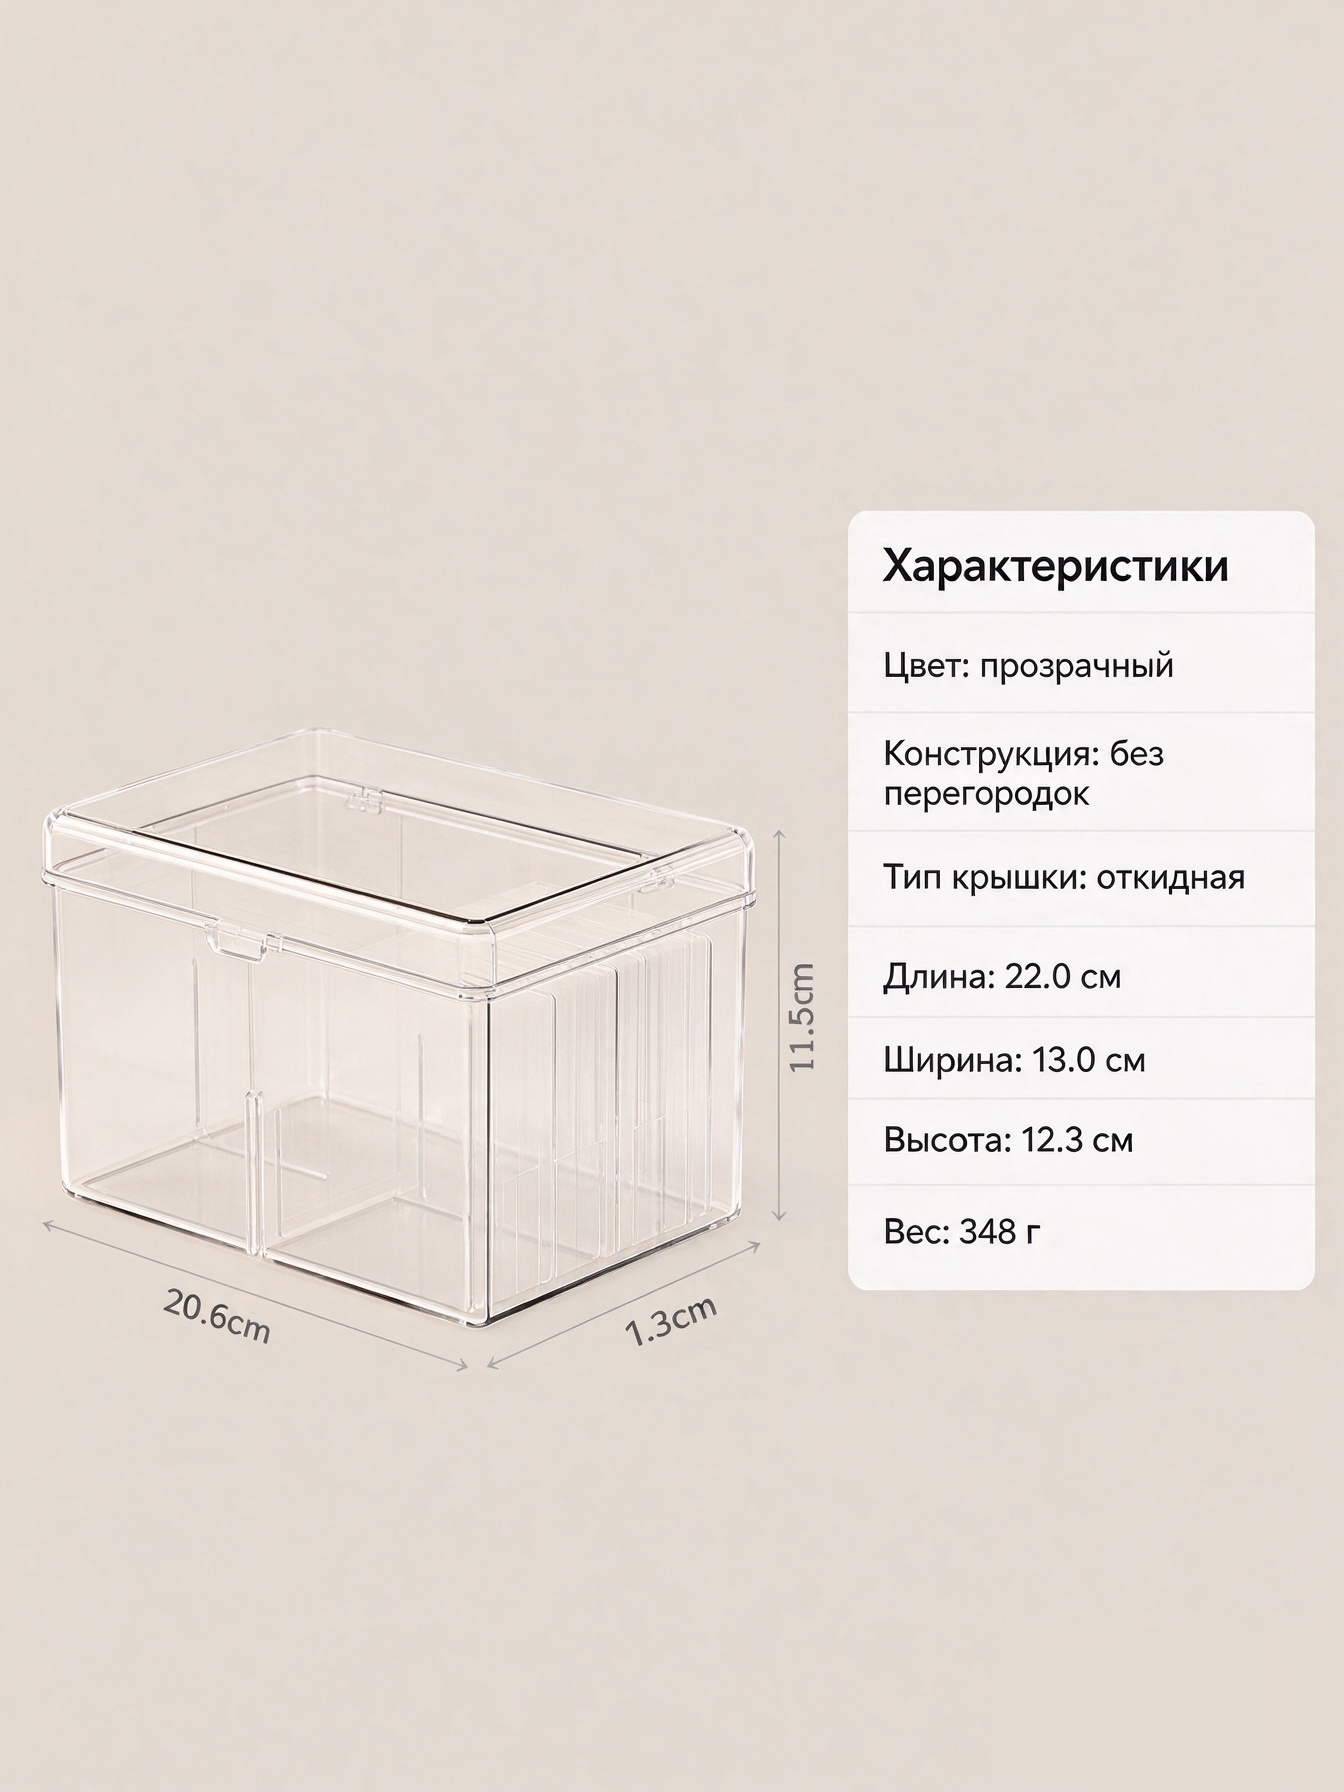 Характеристики
Цвет: прозрачный
Конструкция: без
перегородок
Тип крышки: откидная
Длина: 22.0 см
Ширина: 13.0 см
Высота: 12.3 см
Вес: 348 г
11.5cm
20.6cm
1.3cm